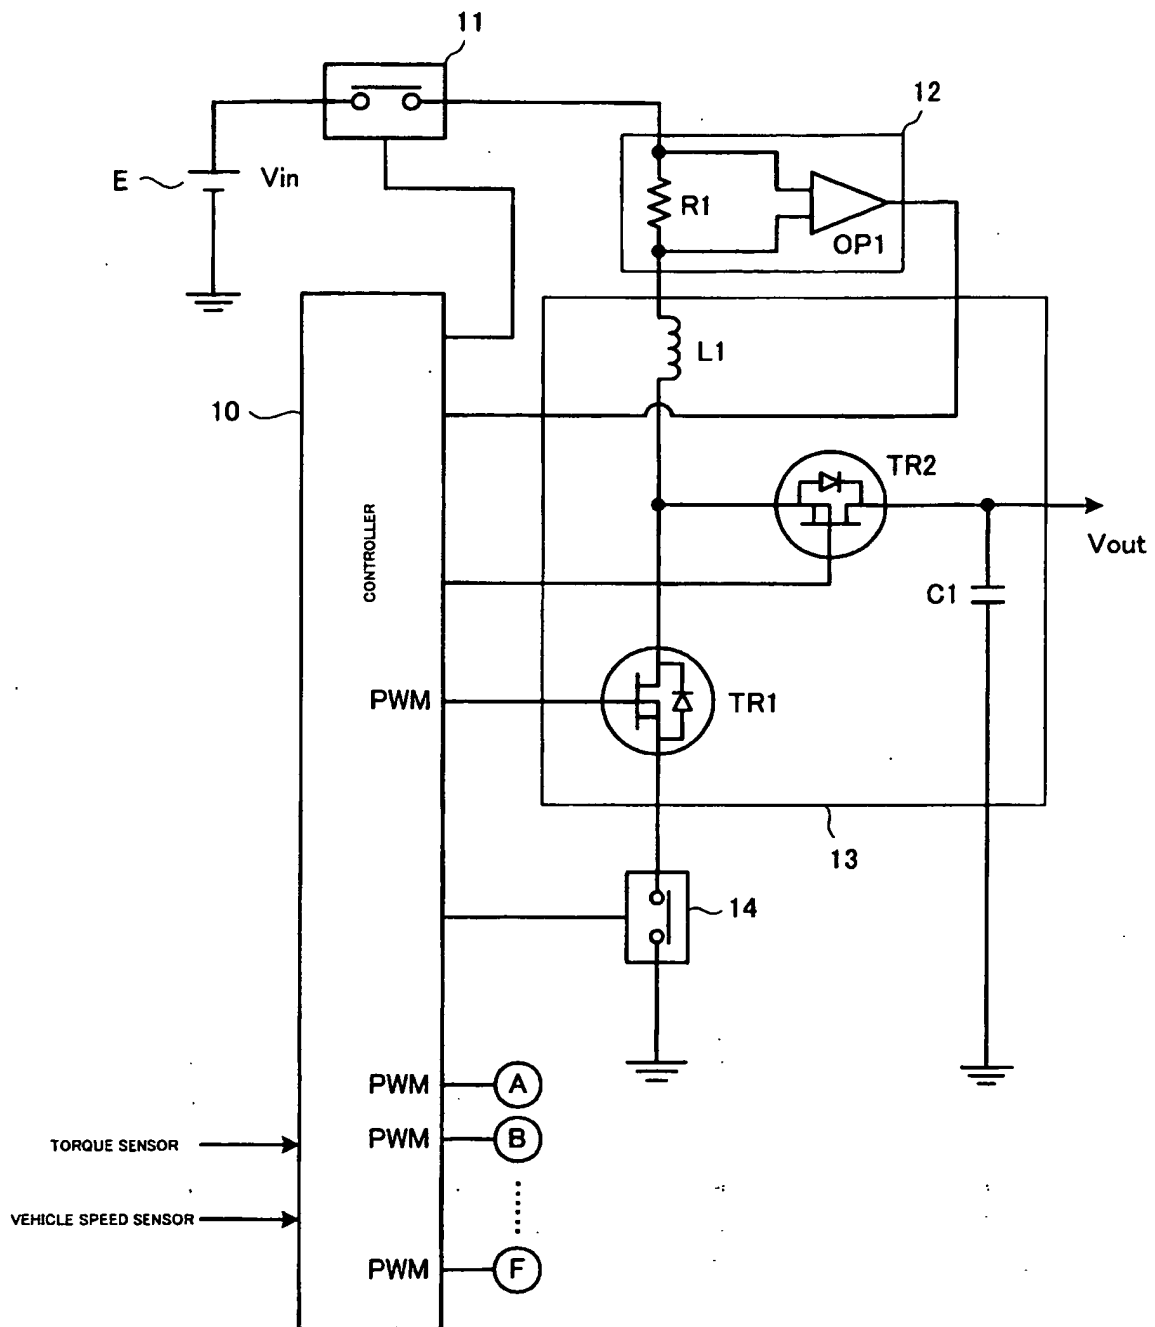 11
12
E
Vin
R1
OP1
L1
10
TR2
CONTROLLER
Vout
C1
PWM
TR1
13
14
PWM
A
TORQUE SENSOR
PWM
B
VEHICLE SPEED SENSOR
PWM
F